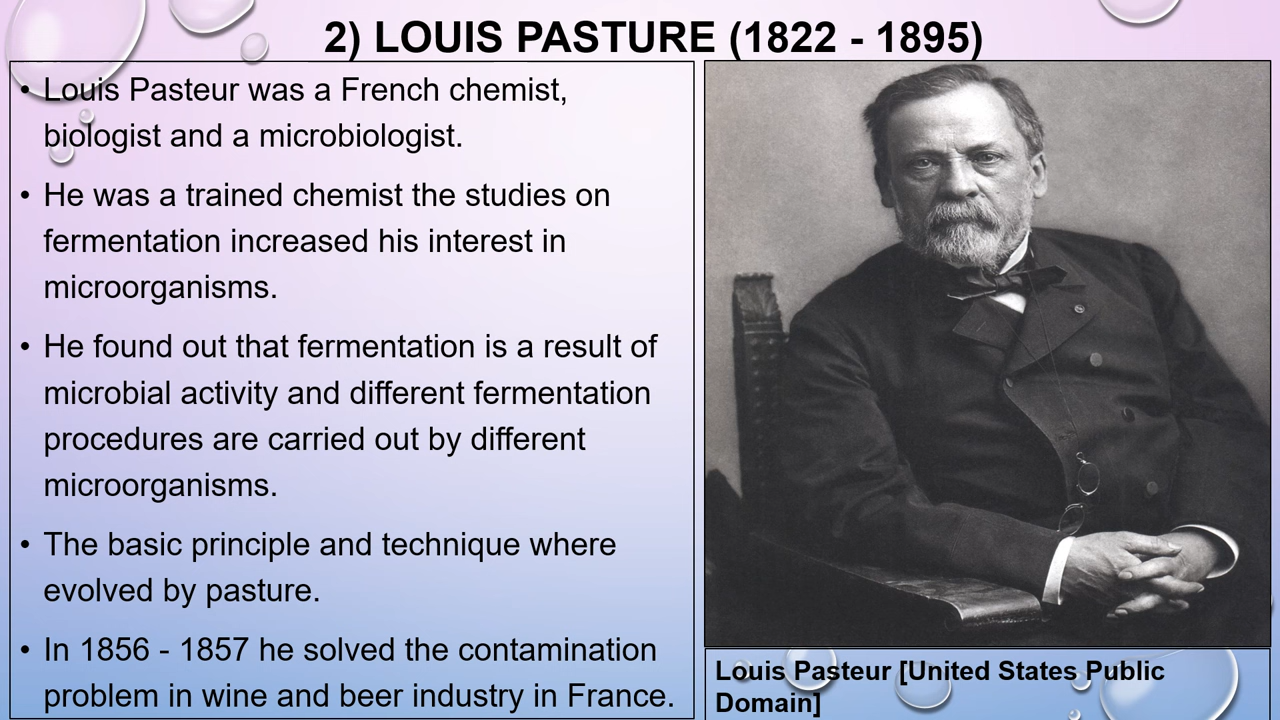 2) LOUIS PASTURE (1822 - 1895)
• Louis Pasteur was a French chemist,
biologist and a microbiologist.
• He was a trained chemist the studies on
fermentation increased his interest in
microorganisms.
• He found out that fermentation is a result of
microbial activity and different fermentation
procedures are carried out by different
microorganisms.
• The basic principle and technique where
evolved by pasture.
• In 1856 - 1857 he solved the contamination
problem in wine and beer industry in France.
Louis Pasteur [United States Public
Domain]